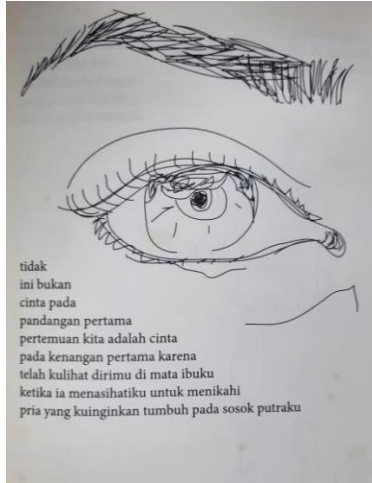 tidak
ini bukan
cinta pada
pandangan pertama
pertemuan kita adalah cinta
pada kenangan pertama karena
telah kulihat dirimu di mata ibuku
ketika ia menasihatiku untuk menikahi
pria yang kuinginkan tumbuh pada sosok putraku